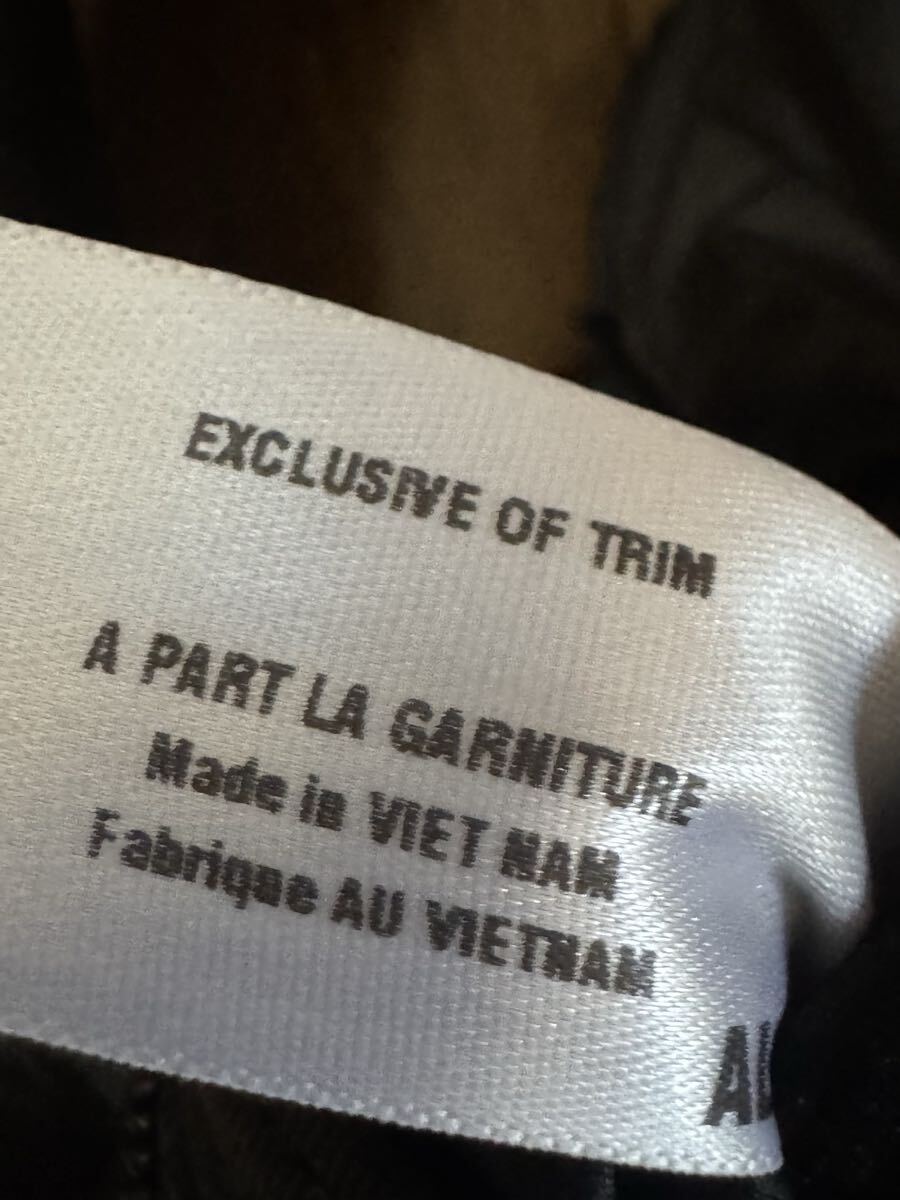 EXCLUSIVE OF TRIM
A PART LA GARNITURE
Made in VIET NAM
Fabrique AU VIETNAM